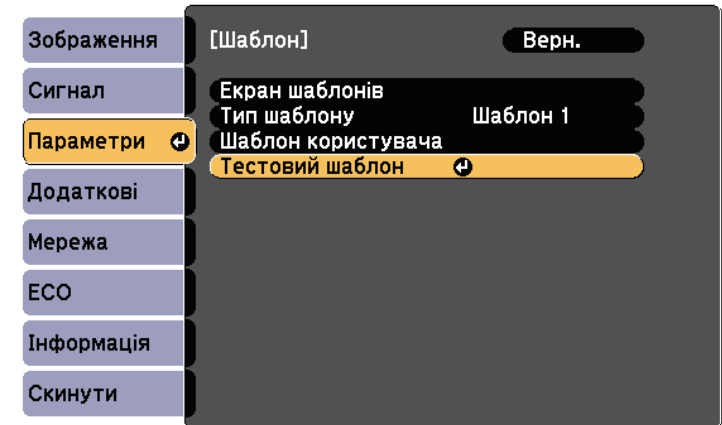 Зображення
Сигнал
Параметри
Додаткові
Мережа
ECO
Інформація
Скинути
[Шаблон] Верн.
Екран шаблонів
Тип шаблону Шаблон 1
Шаблон користувача
Тестовий шаблон